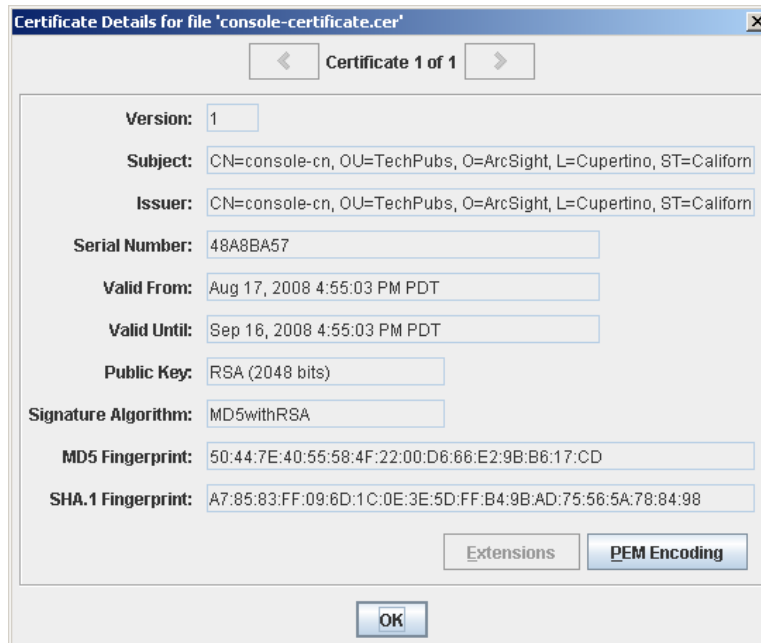 Certificate Details for file 'console-certificate.cer'
Certificate 1 of 1
Version: 1
Subject: CN=console-cn, OU=TechPubs, O=ArcSight, L=Cupertino, ST=Californ
Issuer: CN=console-cn, OU=TechPubs, O=ArcSight, L=Cupertino, ST=Californ
Serial Number: 48A8BA57
Valid From: Aug 17, 2008 4:55:03 PM PDT
Valid Until: Sep 16, 2008 4:55:03 PM PDT
Public Key: RSA (2048 bits)
Signature Algorithm: MD5withRSA
MD5 Fingerprint: 50:44:7E:40:55:58:4F:22:00:D6:66:E2:9B:B6:17:CD
SHA.1 Fingerprint: A7:85:83:FF:09:6D:1C:0E:3E:5D:FF:B4:9B:AD:75:56:5A:78:84:98
Extensions PEM Encoding
OK